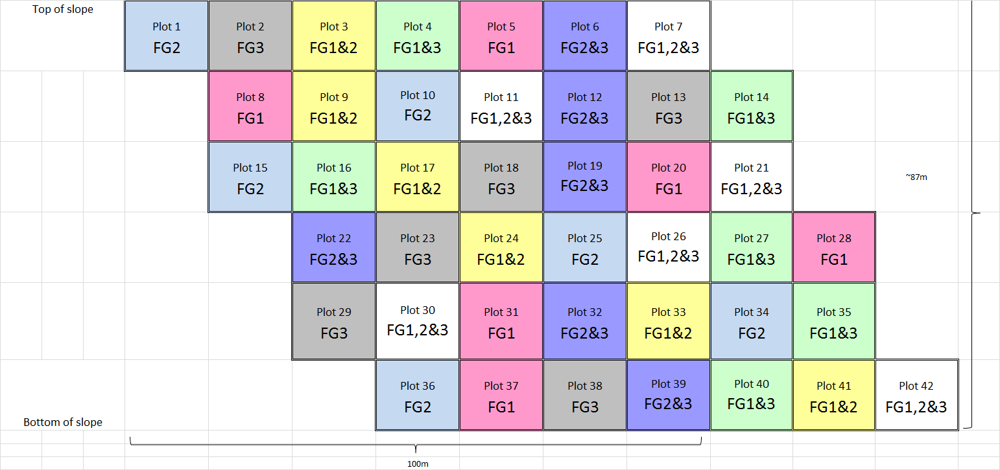 Top of slope
Plot 1
FG2
Plot 2
FG3
Plot 3
FG1&2
Plot 4
FG1&3
Plot 5
FG1
Plot 6
FG2&3
Plot 7
FG1,2&3
Plot 8
FG1
Plot 9
FG1&2
Plot 10
FG2
Plot 11
FG1,2&3
Plot 12
FG2&3
Plot 13
FG3
Plot 14
FG1&3
Plot 15
FG2
Plot 16
FG1&3
Plot 17
FG1&2
Plot 18
FG3
Plot 19
FG2&3
Plot 20
FG1
Plot 21
FG1,2&3
~87m
Plot 22
FG2&3
Plot 23
FG3
Plot 24
FG1&2
Plot 25
FG2
Plot 26
FG1,2&3
Plot 27
FG1&3
Plot 28
FG1
Plot 29
FG3
Plot 30
FG1,2&3
Plot 31
FG1
Plot 32
FG2&3
Plot 33
FG1&2
Plot 34
FG2
Plot 35
FG1&3
Plot 36
FG2
Plot 37
FG1
Plot 38
FG3
Plot 39
FG2&3
Plot 40
FG1&3
Plot 41
FG1&2
Plot 42
FG1,2&3
Bottom of slope
100m